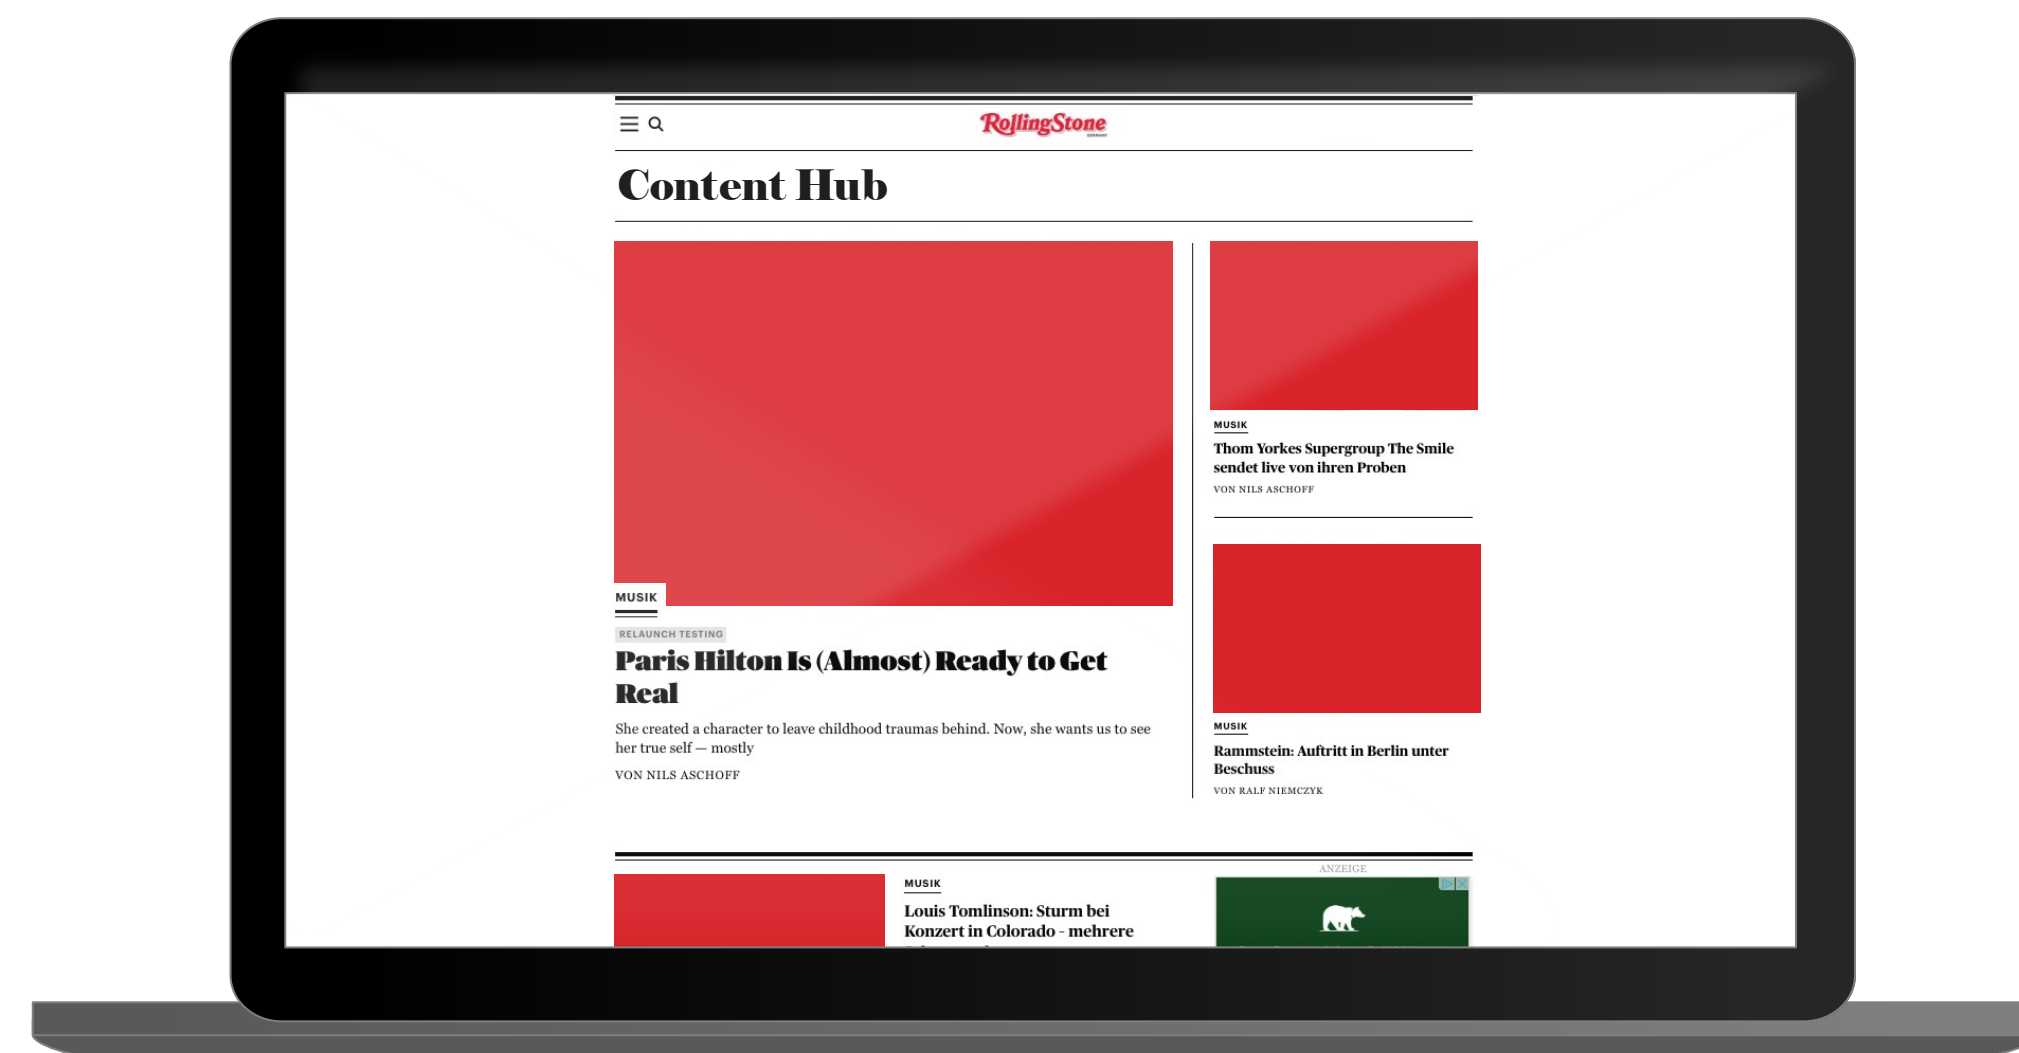 RollingStone
GERMANY
Content Hub
MUSIK
RELAUNCH TESTING
Paris Hilton Is (Almost) Ready to Get
Real
She created a character to leave childhood traumas behind. Now, she wants us to see
her true self — mostly
VON NILS ASCHOFF
MUSIK
Thom Yorkes Supergroup The Smile
sendet live von ihren Proben
VON NILS ASCHOFF
MUSIK
Rammstein: Auftritt in Berlin unter
Beschuss
VON RALF NIEMCZYK
MUSIK
Louis Tomlinson: Sturm bei
Konzert in Colorado - mehrere
ANZEIGE